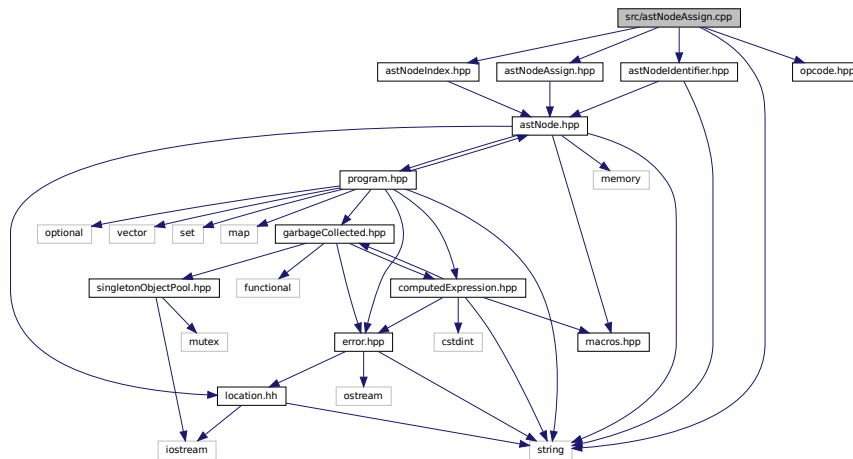 src/astNodeAssign.cpp
astNodeIndex.hpp
astNodeAssign.hpp
astNodeIdentifier.hpp
opcode.hpp
astNode.hpp
program.hpp
memory
optional
vector
set
map
garbageCollected.hpp
singletonObjectPool.hpp
functional
computedExpression.hpp
mutex
error.hpp
cstdint
macros.hpp
location.hh
ostream
iostream
string